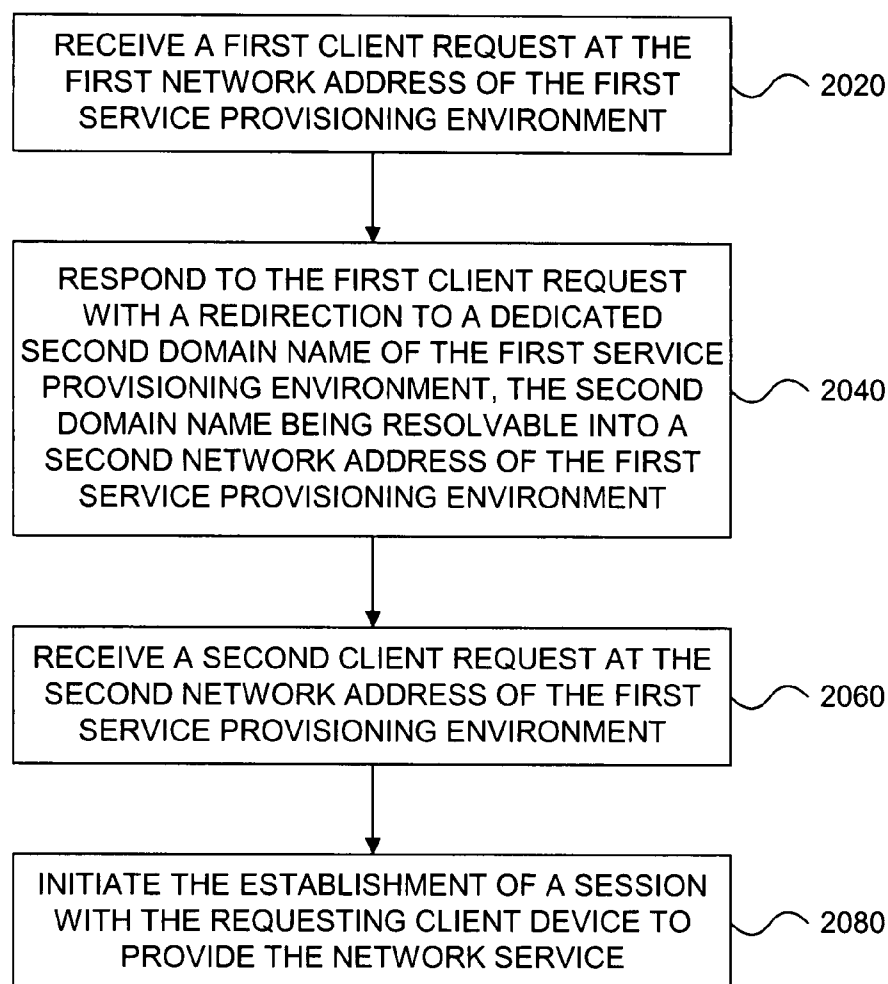 RECEIVE A FIRST CLIENT REQUEST AT THE
FIRST NETWORK ADDRESS OF THE FIRST
SERVICE PROVISIONING ENVIRONMENT
2020
RESPOND TO THE FIRST CLIENT REQUEST
WITH A REDIRECTION TO A DEDICATED
SECOND DOMAIN NAME OF THE FIRST SERVICE
PROVISIONING ENVIRONMENT, THE SECOND
DOMAIN NAME BEING RESOLVABLE INTO A
SECOND NETWORK ADDRESS OF THE FIRST
SERVICE PROVISIONING ENVIRONMENT
2040
RECEIVE A SECOND CLIENT REQUEST AT THE
SECOND NETWORK ADDRESS OF THE FIRST
SERVICE PROVISIONING ENVIRONMENT
2060
INITIATE THE ESTABLISHMENT OF A SESSION
WITH THE REQUESTING CLIENT DEVICE TO
PROVIDE THE NETWORK SERVICE
2080